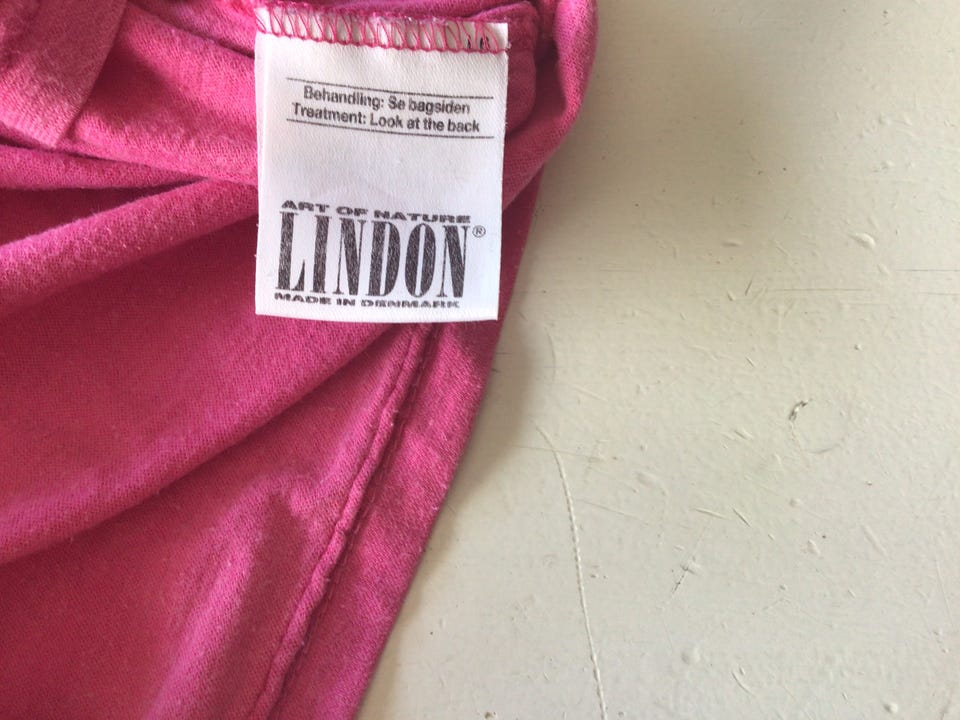 Behandling: Se bagsiden
Treatment: Look at the back
ART OF NATURE
LINDON®
MADE IN DENMARK